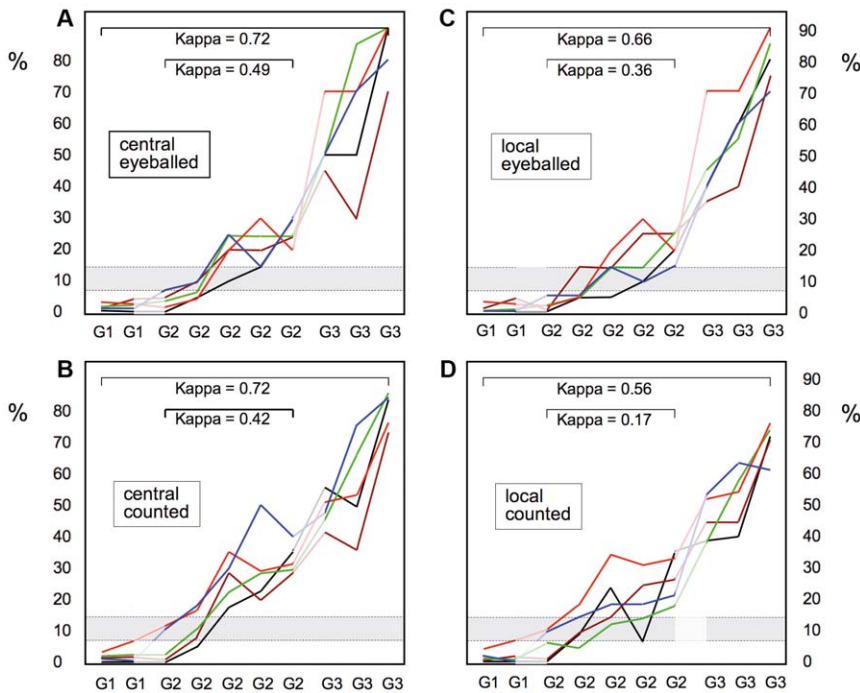 A
Kappa = 0.72
Kappa = 0.49
%
80
70
60
50
40
30
20
10
0
central
eyeballed
G1 G1 G2 G2 G2 G2 G2 G3 G3 G3
C
Kappa = 0.66
Kappa = 0.36
%
90
80
70
60
50
40
30
20
10
0
local
eyeballed
G1 G1 G2 G2 G2 G2 G2 G3 G3 G3
B
Kappa = 0.72
Kappa = 0.42
%
80
70
60
50
40
30
20
10
0
central
counted
G1 G1 G2 G2 G2 G2 G2 G3 G3 G3
D
Kappa = 0.56
Kappa = 0.17
%
90
80
70
60
50
40
30
20
10
0
local
counted
G1 G1 G2 G2 G2 G2 G2 G3 G3 G3